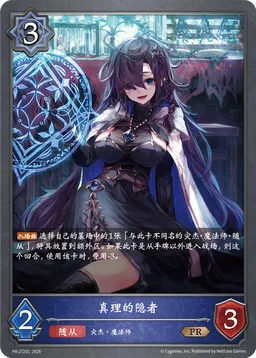 3
入场曲 选择自己的墓场中的1张「与此卡不同名的尖杰·魔法师·随
从」，将其放置到额外区。如果此卡是从手牌以外进入战场，则这
个回合，使用该卡时，费用-3。
真理的隐者
2
随从
尖杰·魔法师
PR
3
© Cygames, Inc. Published by NetEase Games